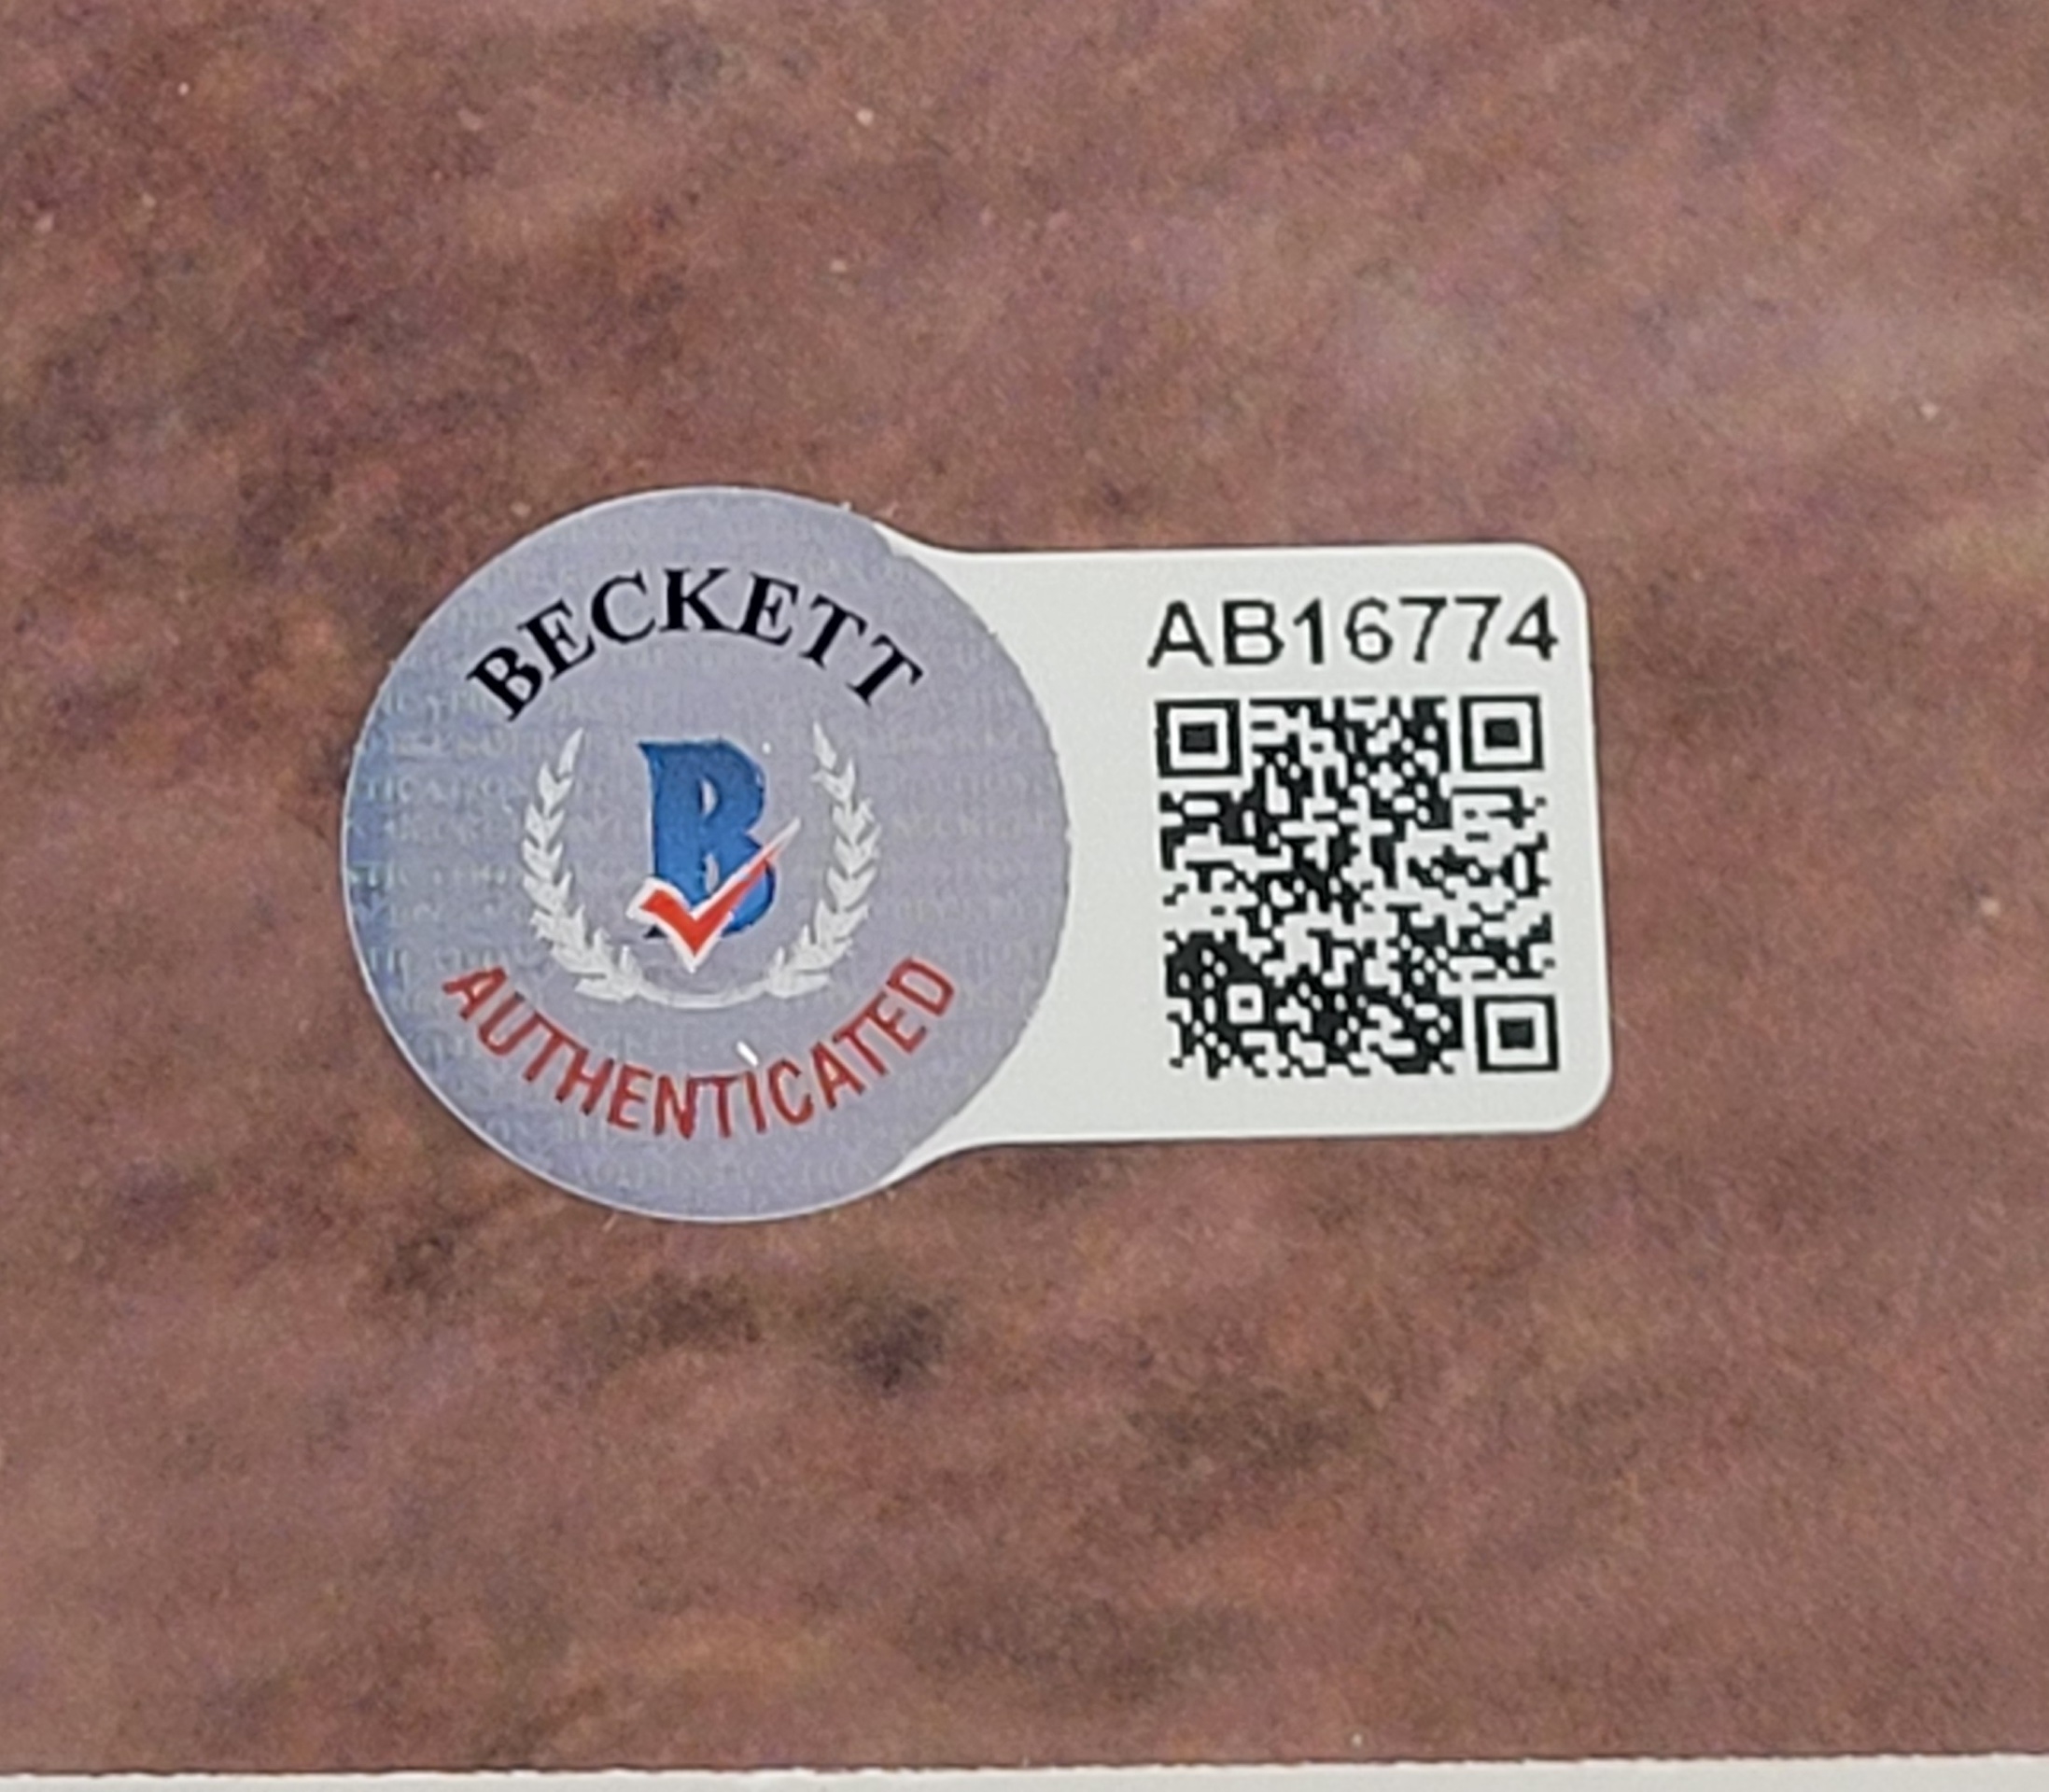 BECKETT
B
AUTHENTICATED
AB16774